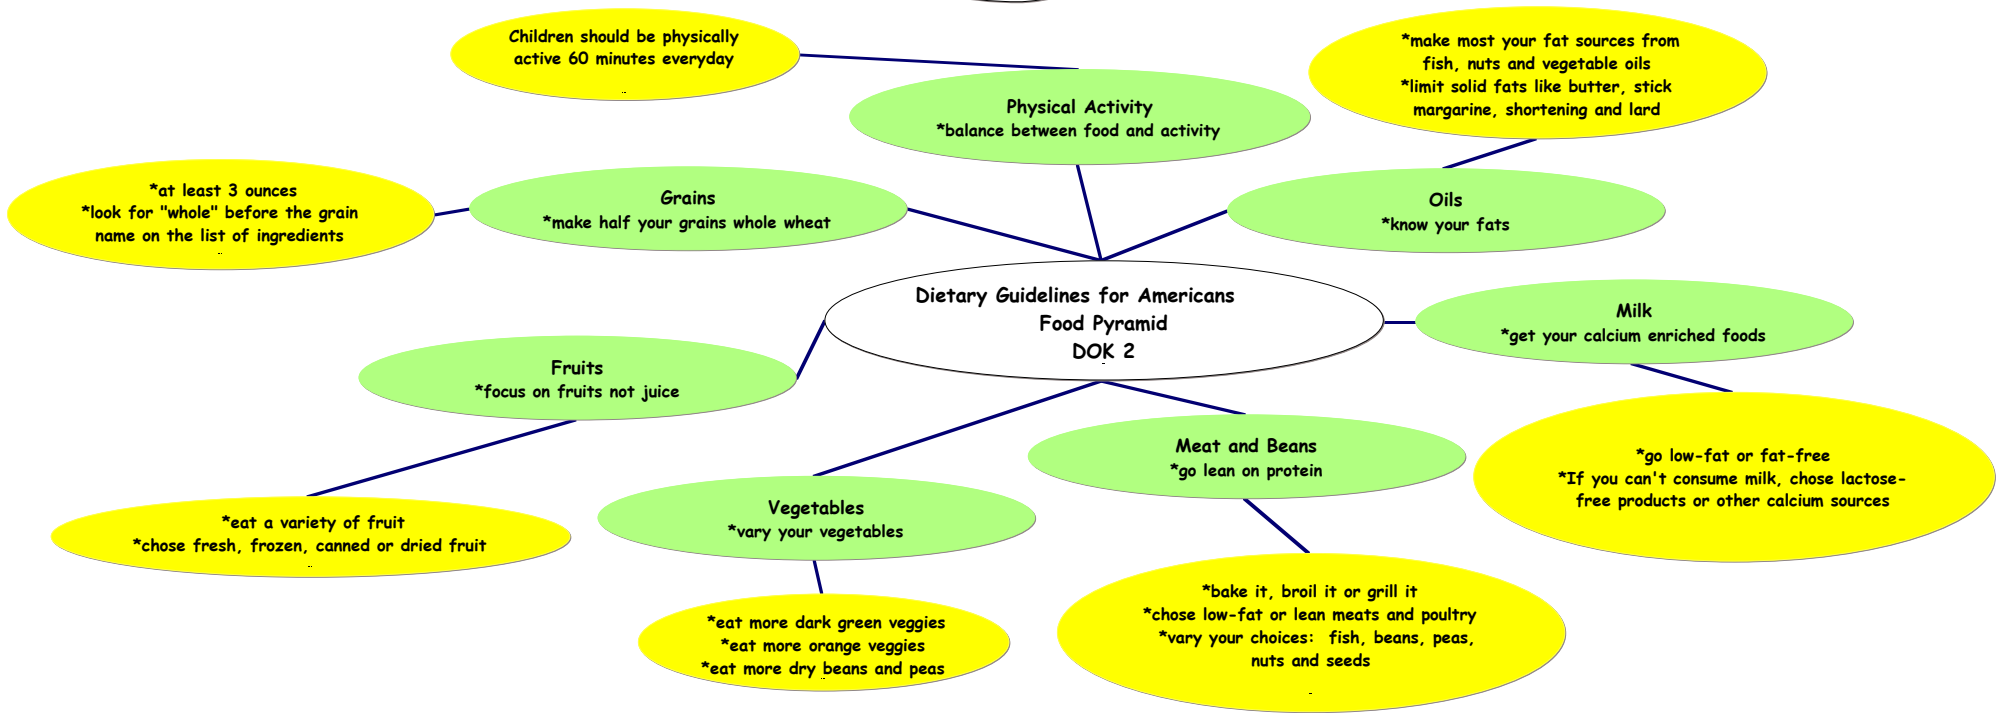 Children should be physically
active 60 minutes everyday
Physical Activity
*balance between food and activity
*make most your fat sources from
fish, nuts and vegetable oils
*limit solid fats like butter, stick
margarine, shortening and lard
*at least 3 ounces
*look for "whole" before the grain
name on the list of ingredients
Grains
*make half your grains whole wheat
Oils
*know your fats
Dietary Guidelines for Americans
Food Pyramid
DOK 2
Milk
*get your calcium enriched foods
Fruits
*focus on fruits not juice
Meat and Beans
*go lean on protein
*go low-fat or fat-free
*If you can't consume milk, chose lactose-
free products or other calcium sources
Vegetables
*vary your vegetables
*eat a variety of fruit
*chose fresh, frozen, canned or dried fruit
*bake it, broil it or grill it
*chose low-fat or lean meats and poultry
*vary your choices:  fish, beans, peas,
nuts and seeds
*eat more dark green veggies
*eat more orange veggies
*eat more dry beans and peas